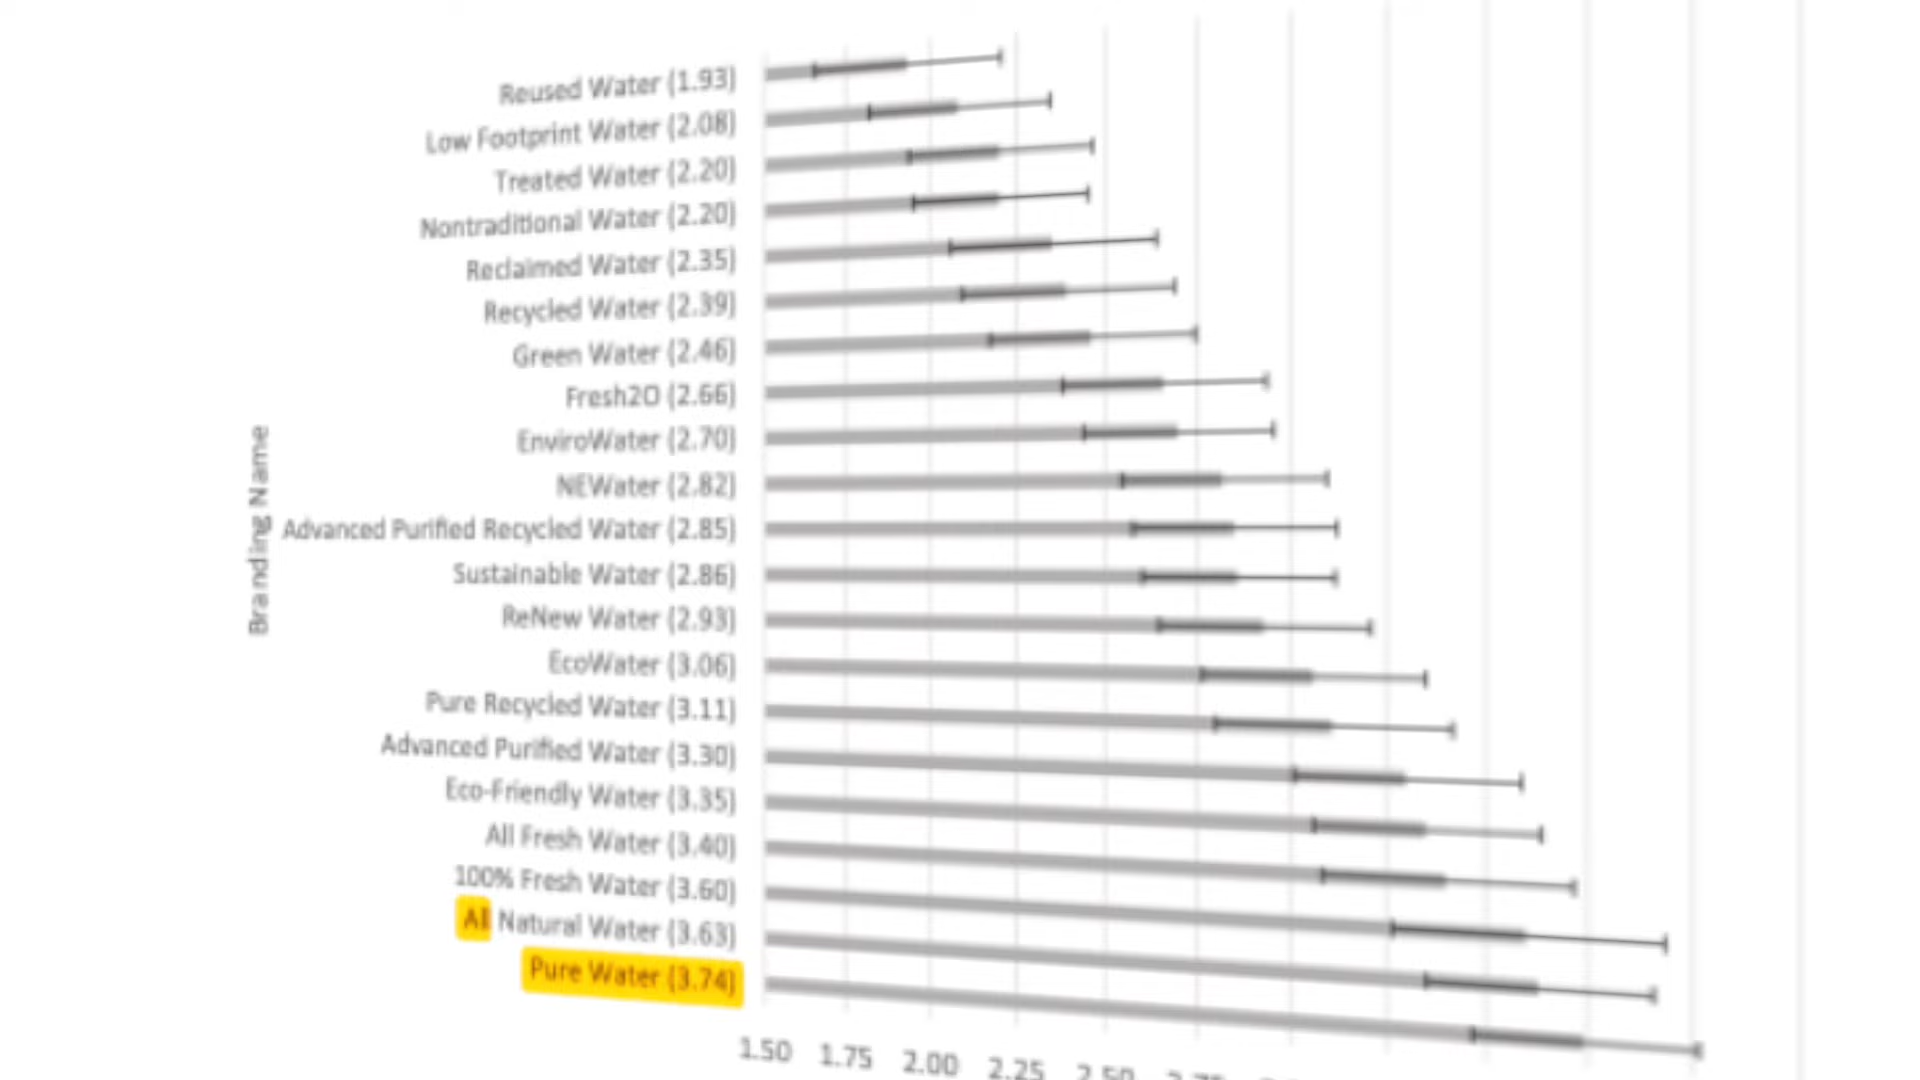 Reused Water (1.93)
Low Footprint Water (2.08)
Treated Water (2.20)
Nontraditional Water (2.20)
Reclaimed Water (2.35)
Recycled Water (2.39)
Green Water (2.46)
Fresh2O (2.66)
EnviroWater (2.70)
NEWater (2.82)
Advanced Purified Recycled Water (2.85)
Sustainable Water (2.86)
ReNew Water (2.93)
EcoWater (3.06)
Pure Recycled Water (3.11)
Advanced Purified Water (3.30)
Eco-Friendly Water (3.35)
All Fresh Water (3.40)
100% Fresh Water (3.60)
All Natural Water (3.63)
Pure Water (3.74)
Branding Name
1.50 1.75 2.00 2.25 2.50 2.75